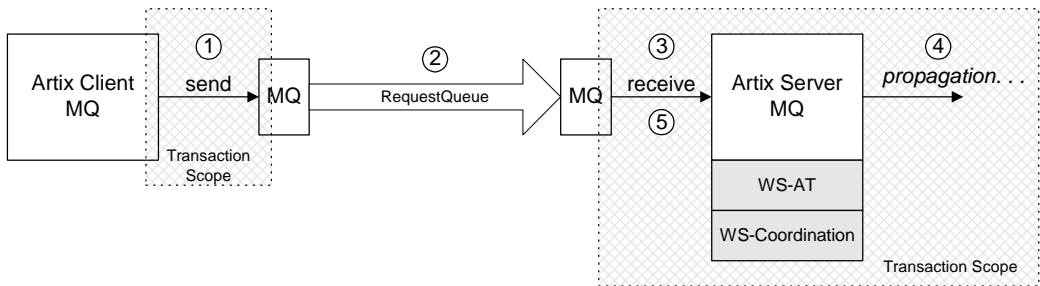 1
2
3
4
Artix Client
MQ
send
MQ
RequestQueue
MQ
receive
5
Artix Server
MQ
propagation. . .
Transaction
Scope
WS-AT
WS-Coordination
Transaction Scope